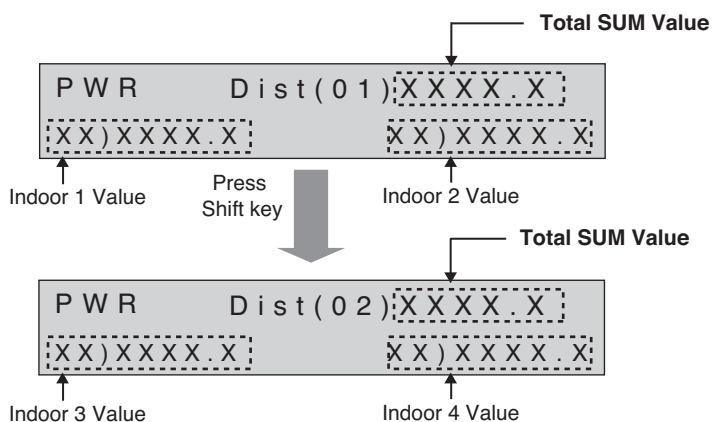 Total SUM Value
PWR Dist(01)XXXX.X
XX)XXXX.X XX)XXXX.X
Indoor 1 Value
Press
Shift key
Indoor 2 Value
Total SUM Value
PWR Dist(02)XXXX.X
XX)XXXX.X XX)XXXX.X
Indoor 3 Value
Indoor 4 Value